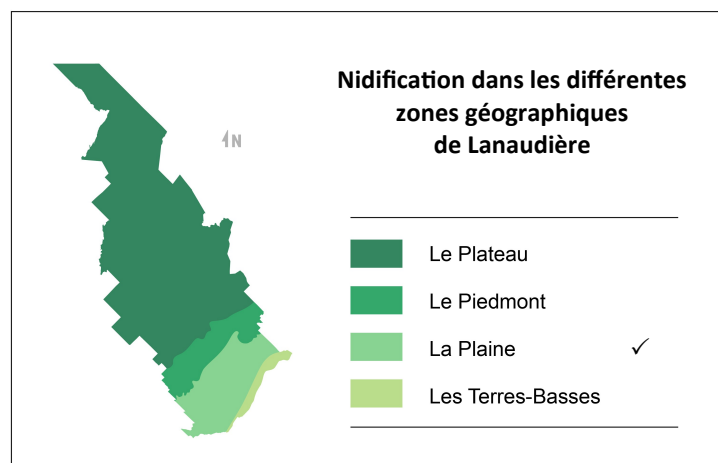 Nidification dans les différentes
zones géographiques
de Lanaudière
N
Le Plateau
Le Piedmont
La Plaine ✓
Les Terres-Basses